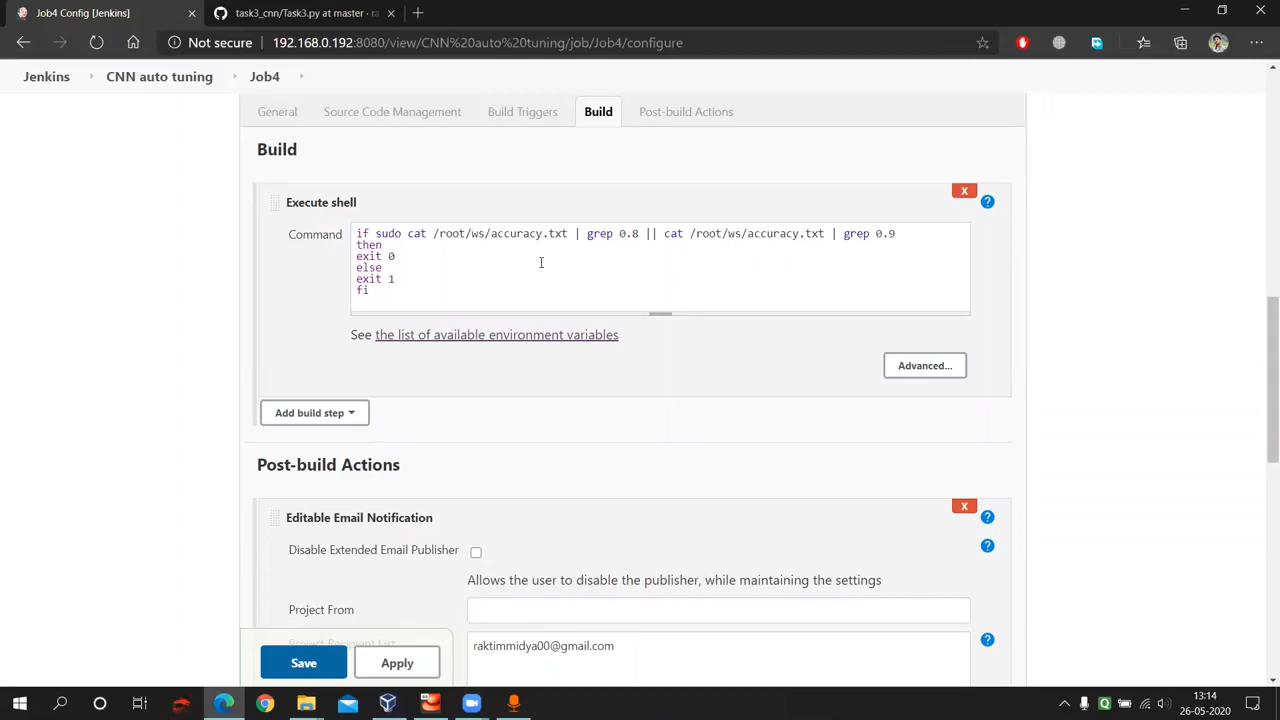 Job4 Config [Jenkins]
task3_cnn/Task3.py at master · ra
Not secure
192.168.0.192:8080/view/CNN%20auto%20tuning/job/Job4/configure
Jenkins
CNN auto tuning
Job4
General
Source Code Management
Build Triggers
Build
Post-build Actions
Build
Execute shell
Command
if sudo cat /root/ws/accuracy.txt | grep 0.8 || cat /root/ws/accuracy.txt | grep 0.9
then
exit 0
else
exit 1
fi
See the list of available environment variables
Advanced...
Add build step
Post-build Actions
Editable Email Notification
Disable Extended Email Publisher
Allows the user to disable the publisher, while maintaining the settings
Project From
Project Recipient List
raktimmidya00@gmail.com
Save
Apply
13:14
26-05-2020